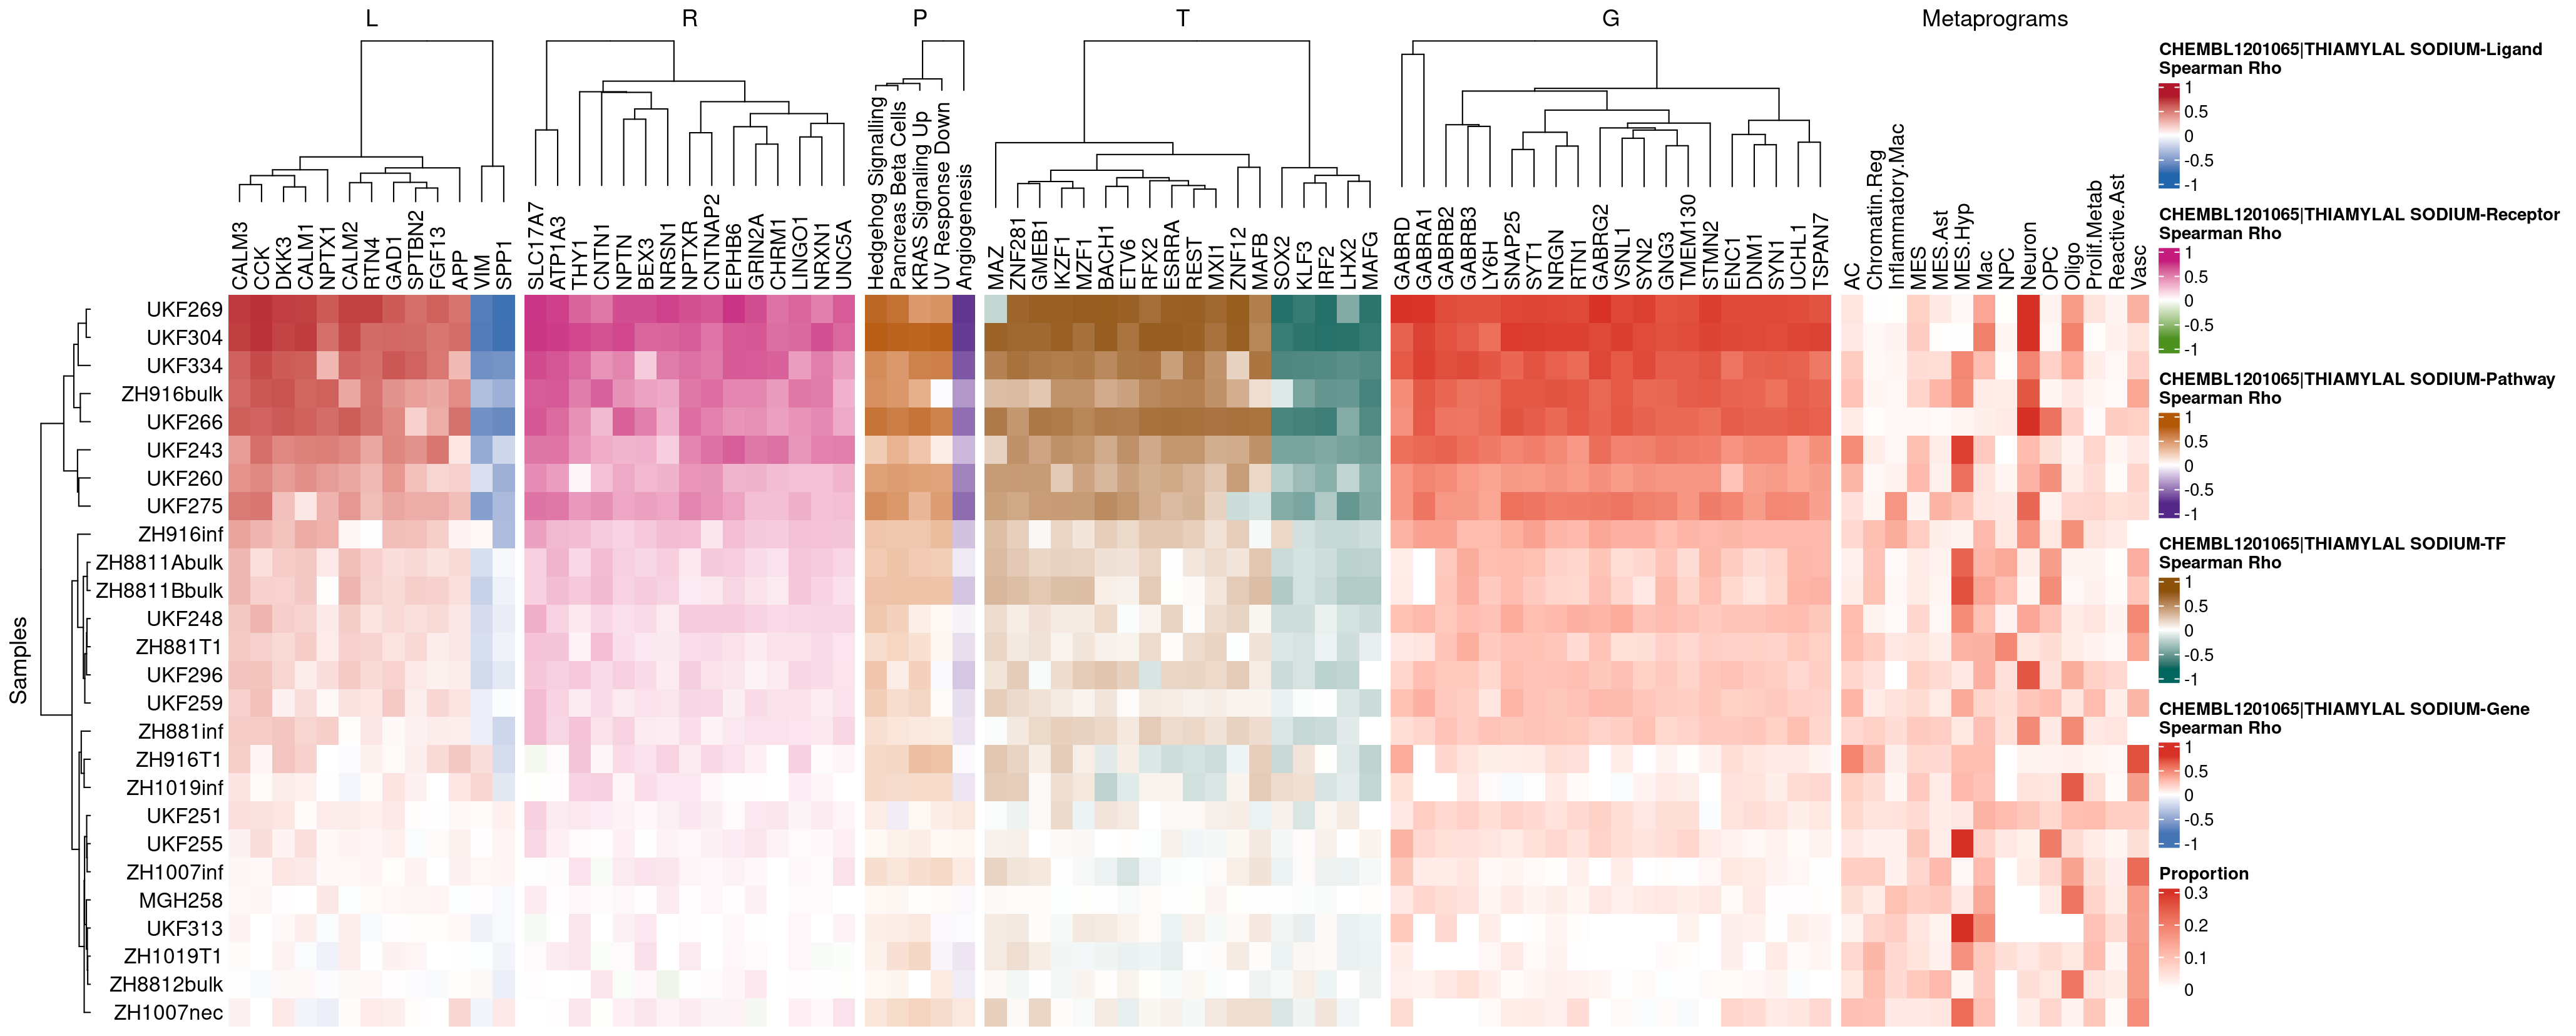 L R P T G Metaprograms
CALM3 CCK DKK3 CALM1 NPTX1 CALM2 RTN4 GAD1 SPTBN2 FGF13 APP VIM SPP1
SLC17A7 ATP1A3 THY1 CNTN1 NPTN BEX3 NRSN1 NPTXR CNTNAP2 EPHB6 GRIN2A CHRM1 LINGO1 NRXN1 UNC5A
Hedgehog Signalling
Pancreas Beta Cells
KRAS Signaling Up
UV Response Down
Angiogenesis
MAZ ZNF281 GMEB1 IKZF1 MZF1 BACH1 ETV6 RFX2 ESRRA REST MXI1 ZNF12 MAFB SOX2 KLF3 IRF2 LHX2 MAFG
GABRD GABRA1 GABRB2 GABRB3 LY6H SNAP25 SYT1 NRGN RTN1 GABRG2 VSNL1 SYN2 GNG3 TMEM130 STMN2 ENC1 DNM1 SYN1 UCHL1 TSPAN7
AC Chromatin.Reg Inflammatory.Mac MES MES.Ast MES.Hyp Mac NPC Neuron OPC Oligo Prolif.Metab Reactive.Ast Vasc
Samples
UKF269
UKF304
UKF334
ZH916bulk
UKF266
UKF243
UKF260
UKF275
ZH916inf
ZH8811Abulk
ZH8811Bbulk
UKF248
ZH881T1
UKF296
UKF259
ZH881inf
ZH916T1
ZH1019inf
UKF251
UKF255
ZH1007inf
MGH258
UKF313
ZH1019T1
ZH8812bulk
ZH1007nec
CHEMBL1201065|THIAMYLAL SODIUM-Ligand
Spearman Rho
1
0.5
0
-0.5
-1
CHEMBL1201065|THIAMYLAL SODIUM-Receptor
Spearman Rho
1
0.5
0
-0.5
-1
CHEMBL1201065|THIAMYLAL SODIUM-Pathway
Spearman Rho
1
0.5
0
-0.5
-1
CHEMBL1201065|THIAMYLAL SODIUM-TF
Spearman Rho
1
0.5
0
-0.5
-1
CHEMBL1201065|THIAMYLAL SODIUM-Gene
Spearman Rho
1
0.5
0
-0.5
-1
Proportion
0.3
0.2
0.1
0